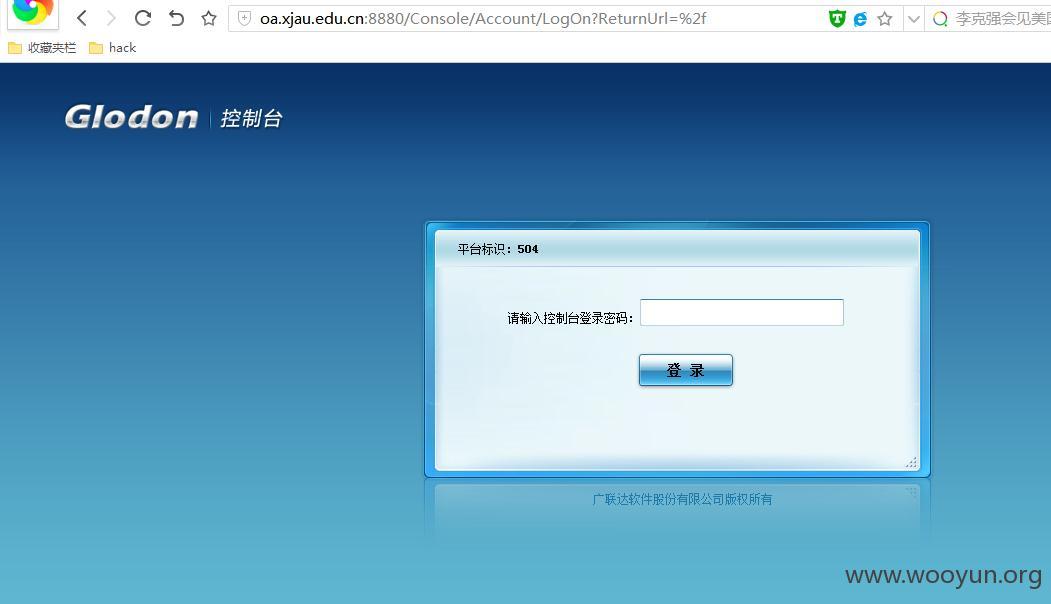 oa.xjau.edu.cn:8880/Console/Account/LogOn?ReturnUrl=%2f
李克强会见美国
收藏夹栏 hack
Glodon 控制台
平台标识：504
请输入控制台登录密码：
登 录
广联达软件股份有限公司版权所有
www.wooyun.org